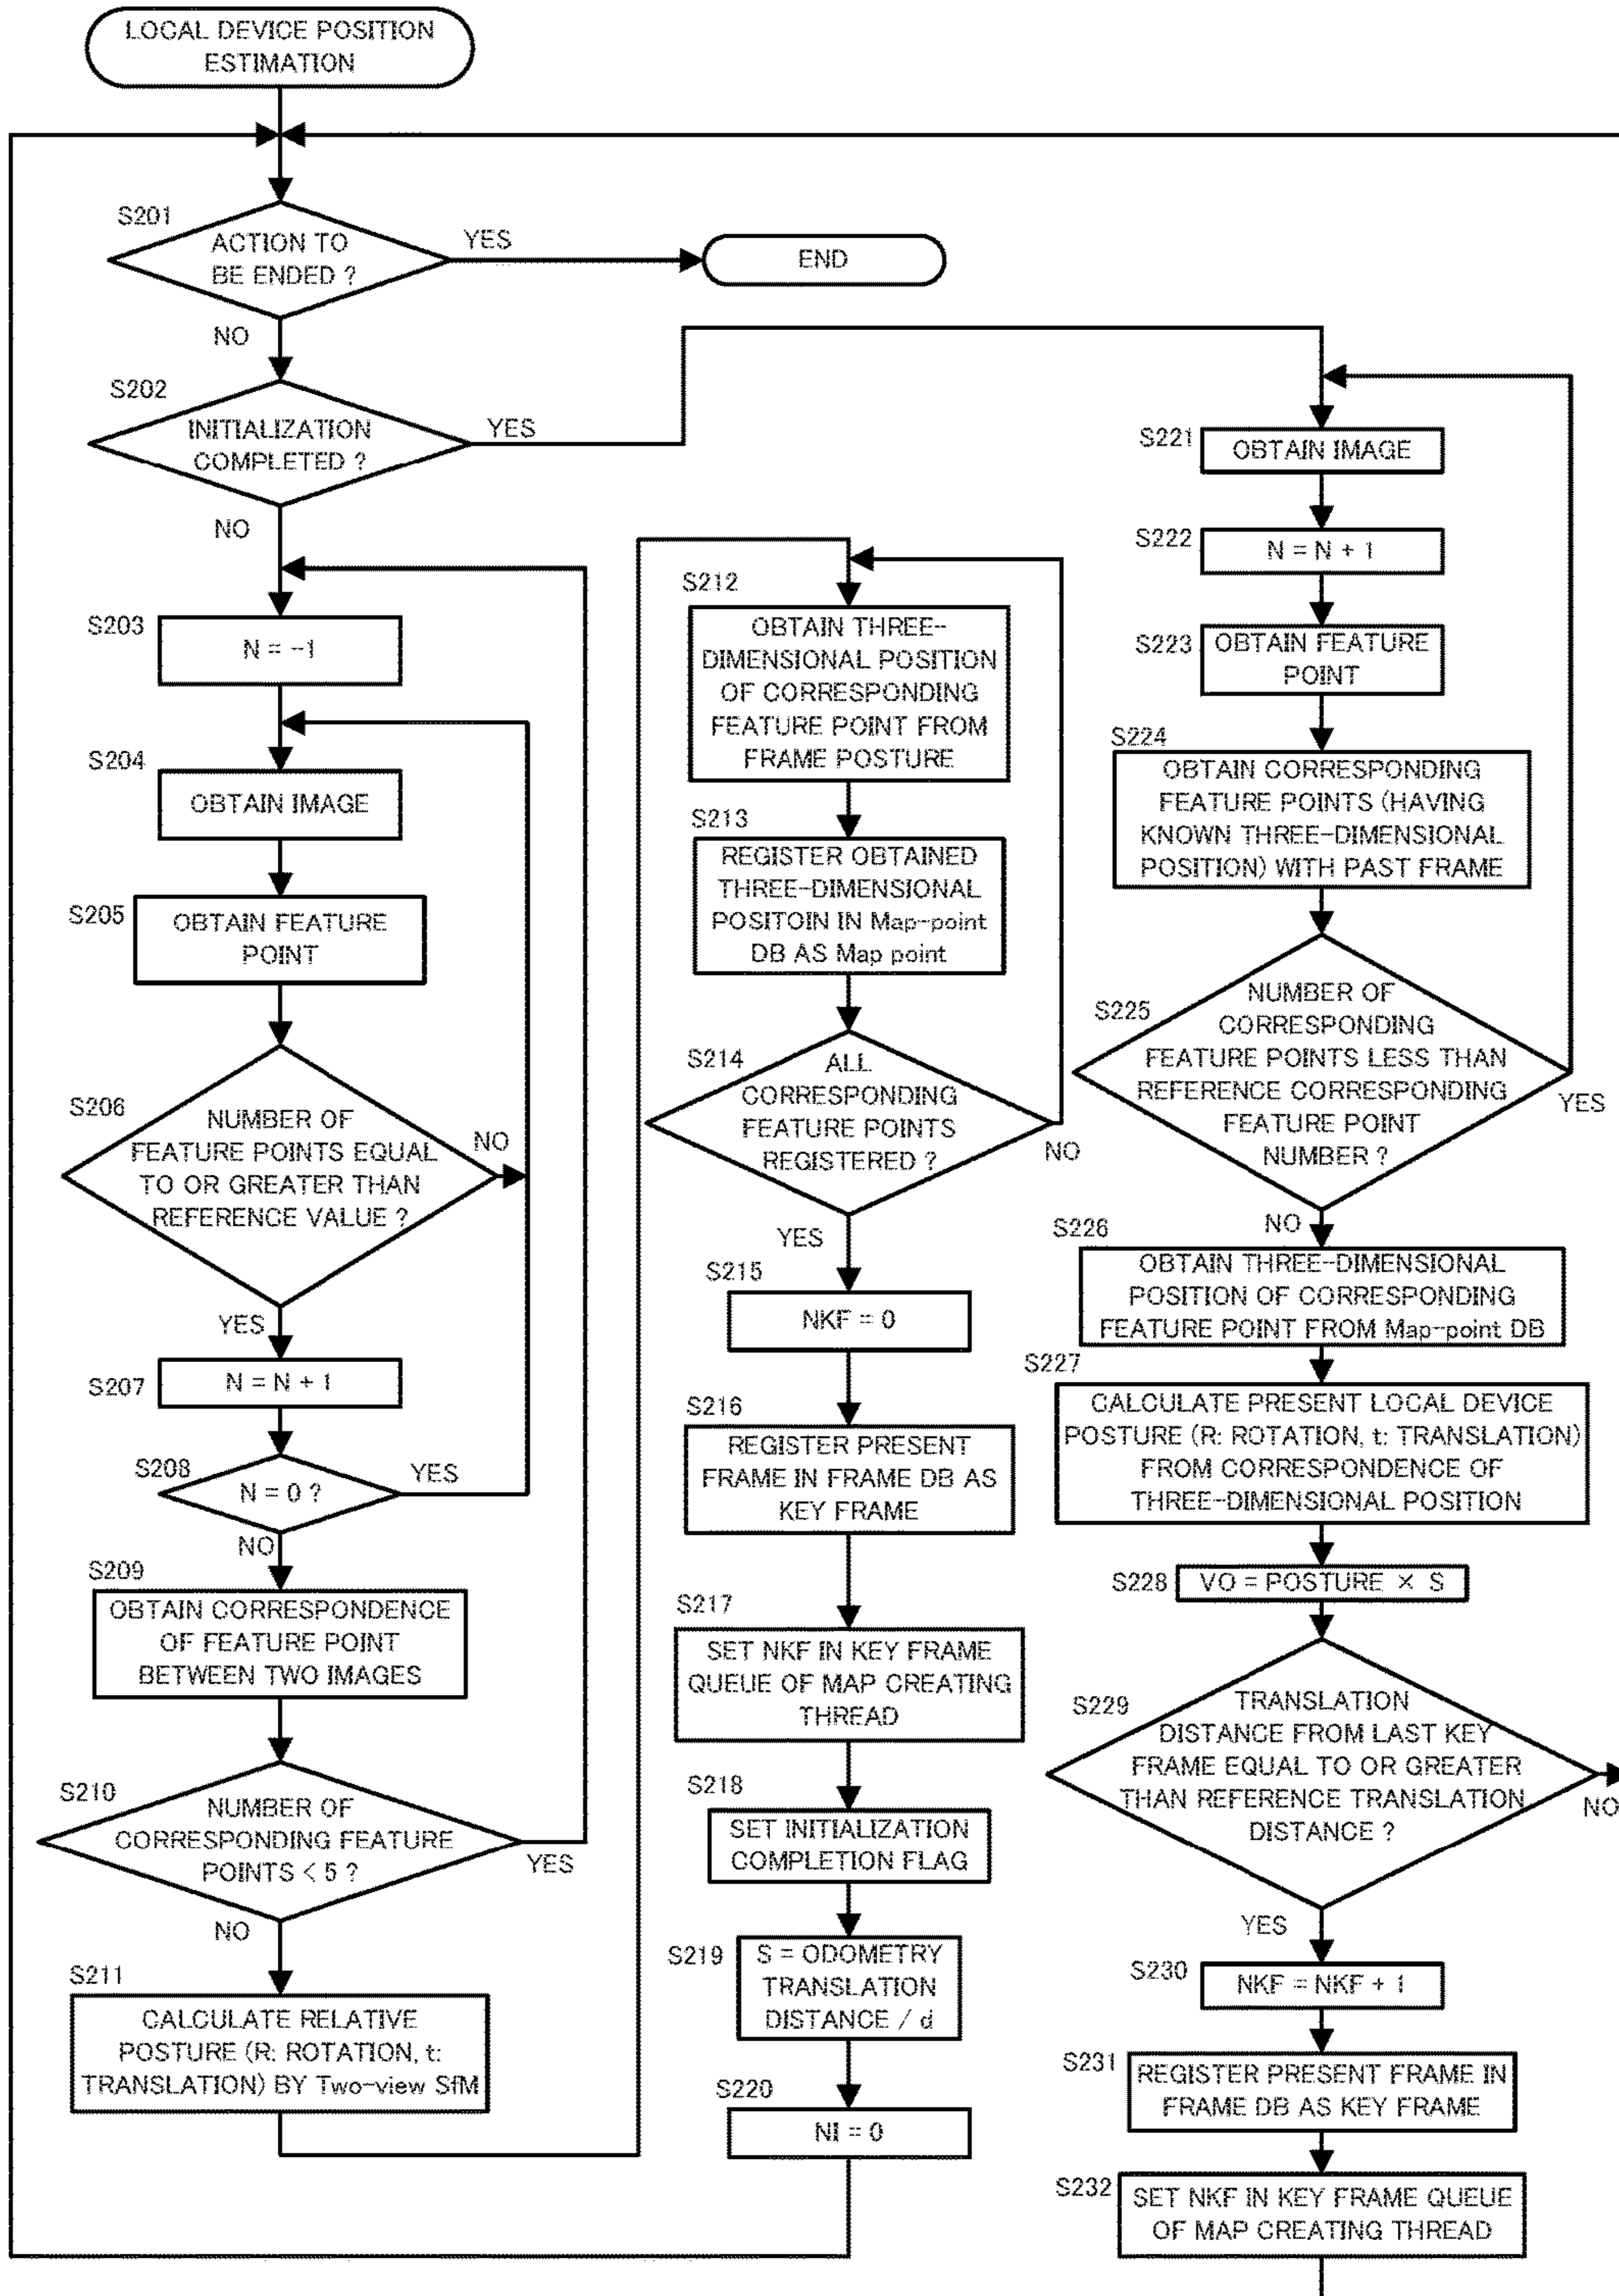 LOCAL DEVICE POSITION
ESTIMATION
S201
ACTION TO
BE ENDED ?
YES
END
NO
S202
INITIALIZATION
COMPLETED ?
YES
NO
S203
N = -1
S204
OBTAIN IMAGE
S205
OBTAIN FEATURE
POINT
S206
NUMBER OF
FEATURE POINTS EQUAL
TO OR GREATER THAN
REFERENCE VALUE ?
NO
YES
S207
N = N + 1
S208
N = 0 ?
YES
NO
S209
OBTAIN CORRESPONDENCE
OF FEATURE POINT
BETWEEN TWO IMAGES
S210
NUMBER OF
CORRESPONDING FEATURE
POINTS < 5 ?
YES
NO
S211
CALCULATE RELATIVE
POSTURE (R: ROTATION, t:
TRANSLATION) BY Two-view SfM
S212
OBTAIN THREE-
DIMENSIONAL POSITION
OF CORRESPONDING
FEATURE POINT FROM
FRAME POSTURE
S213
REGISTER OBTAINED
THREE-DIMENSIONAL
POSITOIN IN Map-point
DB AS Map point
S214
ALL
CORRESPONDING
FEATURE POINTS
REGISTERED ?
NO
YES
S215
NKF = 0
S216
REGISTER PRESENT
FRAME IN FRAME DB AS
KEY FRAME
S217
SET NKF IN KEY FRAME
QUEUE OF MAP CREATING
THREAD
S218
SET INITIALIZATION
COMPLETION FLAG
S219
S = ODOMETRY
TRANSLATION
DISTANCE / d
S220
NI = 0
S221
OBTAIN IMAGE
S222
N = N + 1
S223
OBTAIN FEATURE
POINT
S224
OBTAIN CORRESPONDING
FEATURE POINTS (HAVING
KNOWN THREE-DIMENSIONAL
POSITION) WITH PAST FRAME
S225
NUMBER OF
CORRESPONDING
FEATURE POINTS LESS THAN
REFERENCE CORRESPONDING
FEATURE POINT
NUMBER ?
YES
NO
S226
OBTAIN THREE-DIMENSIONAL
POSITION OF CORRESPONDING
FEATURE POINT FROM Map-point DB
S227
CALCULATE PRESENT LOCAL DEVICE
POSTURE (R: ROTATION, t: TRANSLATION)
FROM CORRESPONDENCE OF
THREE-DIMENSIONAL POSITION
S228
VO = POSTURE × S
S229
TRANSLATION
DISTANCE FROM LAST KEY
FRAME EQUAL TO OR GREATER
THAN REFERENCE TRANSLATION
DISTANCE ?
NO
YES
S230
NKF = NKF + 1
S231
REGISTER PRESENT FRAME IN
FRAME DB AS KEY FRAME
S232
SET NKF IN KEY FRAME QUEUE
OF MAP CREATING THREAD